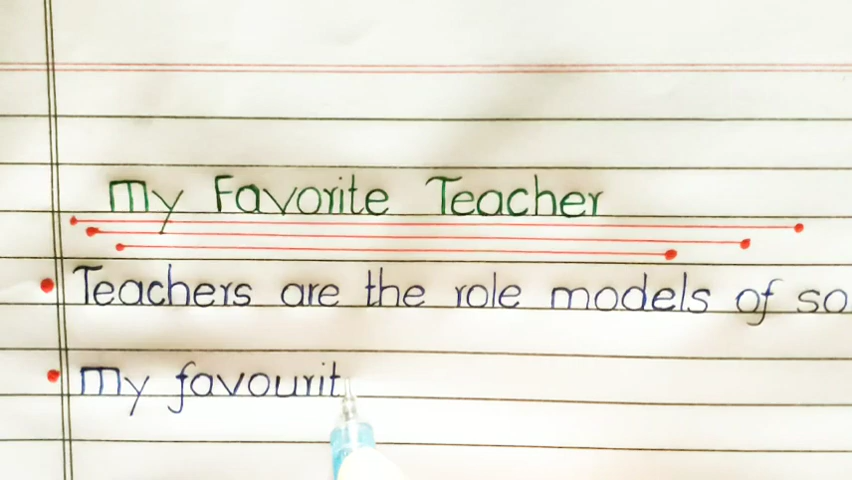 My Favorite Teacher
Teachers are the role models of so
My favourit